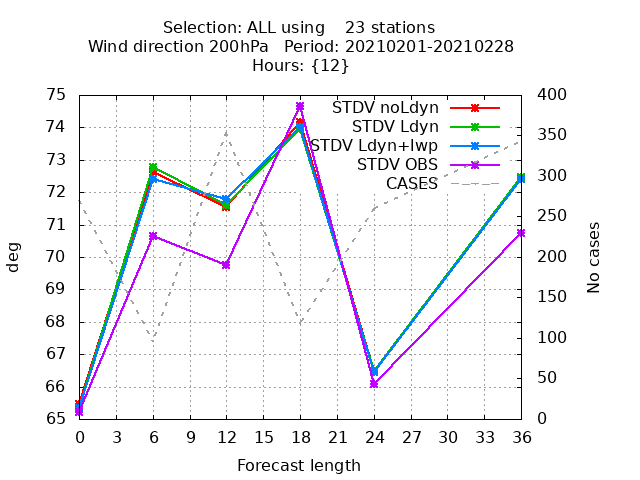 Selection: ALL using 23 stations
Wind direction 200hPa Period: 20210201-20210228
Hours: {12}
75
74
73
72
71
70
69
68
67
66
65
deg
400
350
300
250
200
150
100
50
0
No cases
STDV noLdyn
STDV Ldyn
STDV Ldyn+lwp
STDV OBS
CASES
0 3 6 9 12 15 18 21 24 27 30 33 36
Forecast length